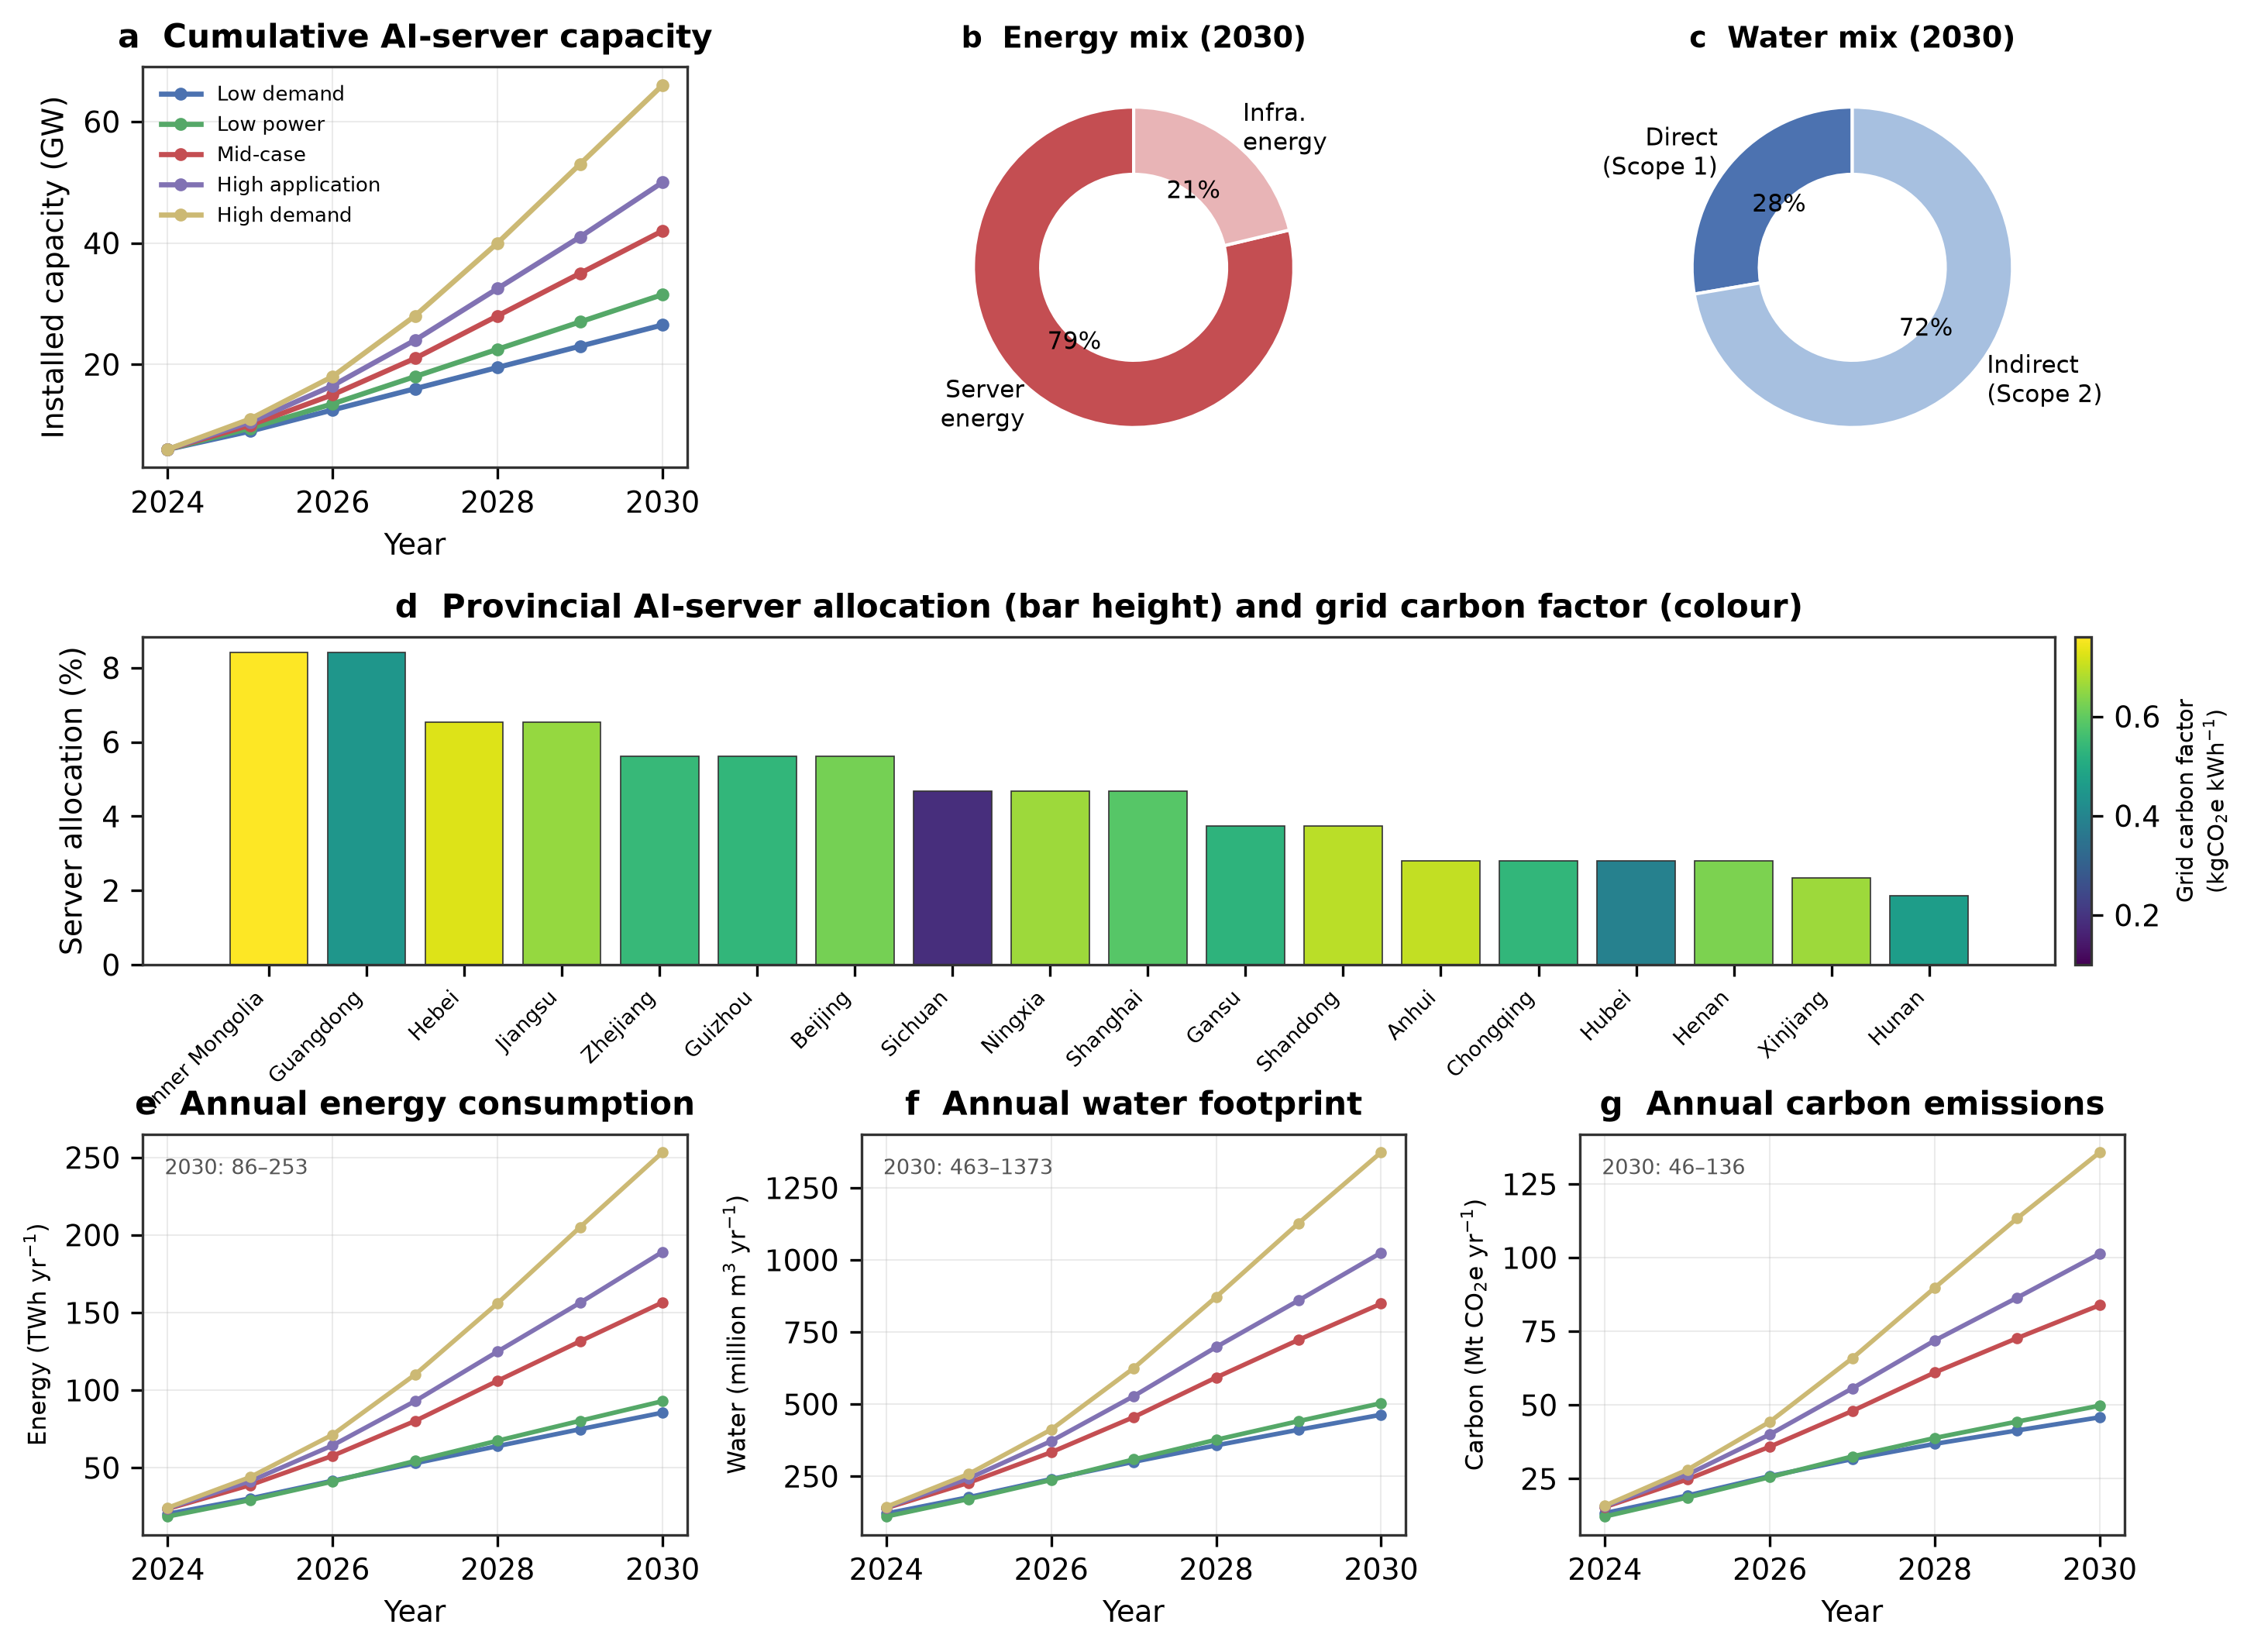 a Cumulative AI-server capacity
Installed capacity (GW)
60
40
20
Low demand
Low power
Mid-case
High application
High demand
2024 2026 2028 2030
Year
b Energy mix (2030)
Infra.
energy
21%
79%
Server
energy
c Water mix (2030)
Direct
(Scope 1)
28%
72%
Indirect
(Scope 2)
d Provincial AI-server allocation (bar height) and grid carbon factor (colour)
Server allocation (%)
8
6
4
2
0
Inner Mongolia
Guangdong
Hebei
Jiangsu
Zhejiang
Guizhou
Beijing
Sichuan
Ningxia
Shanghai
Gansu
Shandong
Anhui
Chongqing
Hubei
Henan
Xinjiang
Hunan
0.6
0.4
0.2
Grid carbon factor
(kgCO₂e kWh⁻¹)
e Annual energy consumption
Energy (TWh yr⁻¹)
250
200
150
100
50
2030: 86–253
2024 2026 2028 2030
Year
f Annual water footprint
Water (million m³ yr⁻¹)
1250
1000
750
500
250
2030: 463–1373
2024 2026 2028 2030
Year
g Annual carbon emissions
Carbon (Mt CO₂e yr⁻¹)
125
100
75
50
25
2030: 46–136
2024 2026 2028 2030
Year